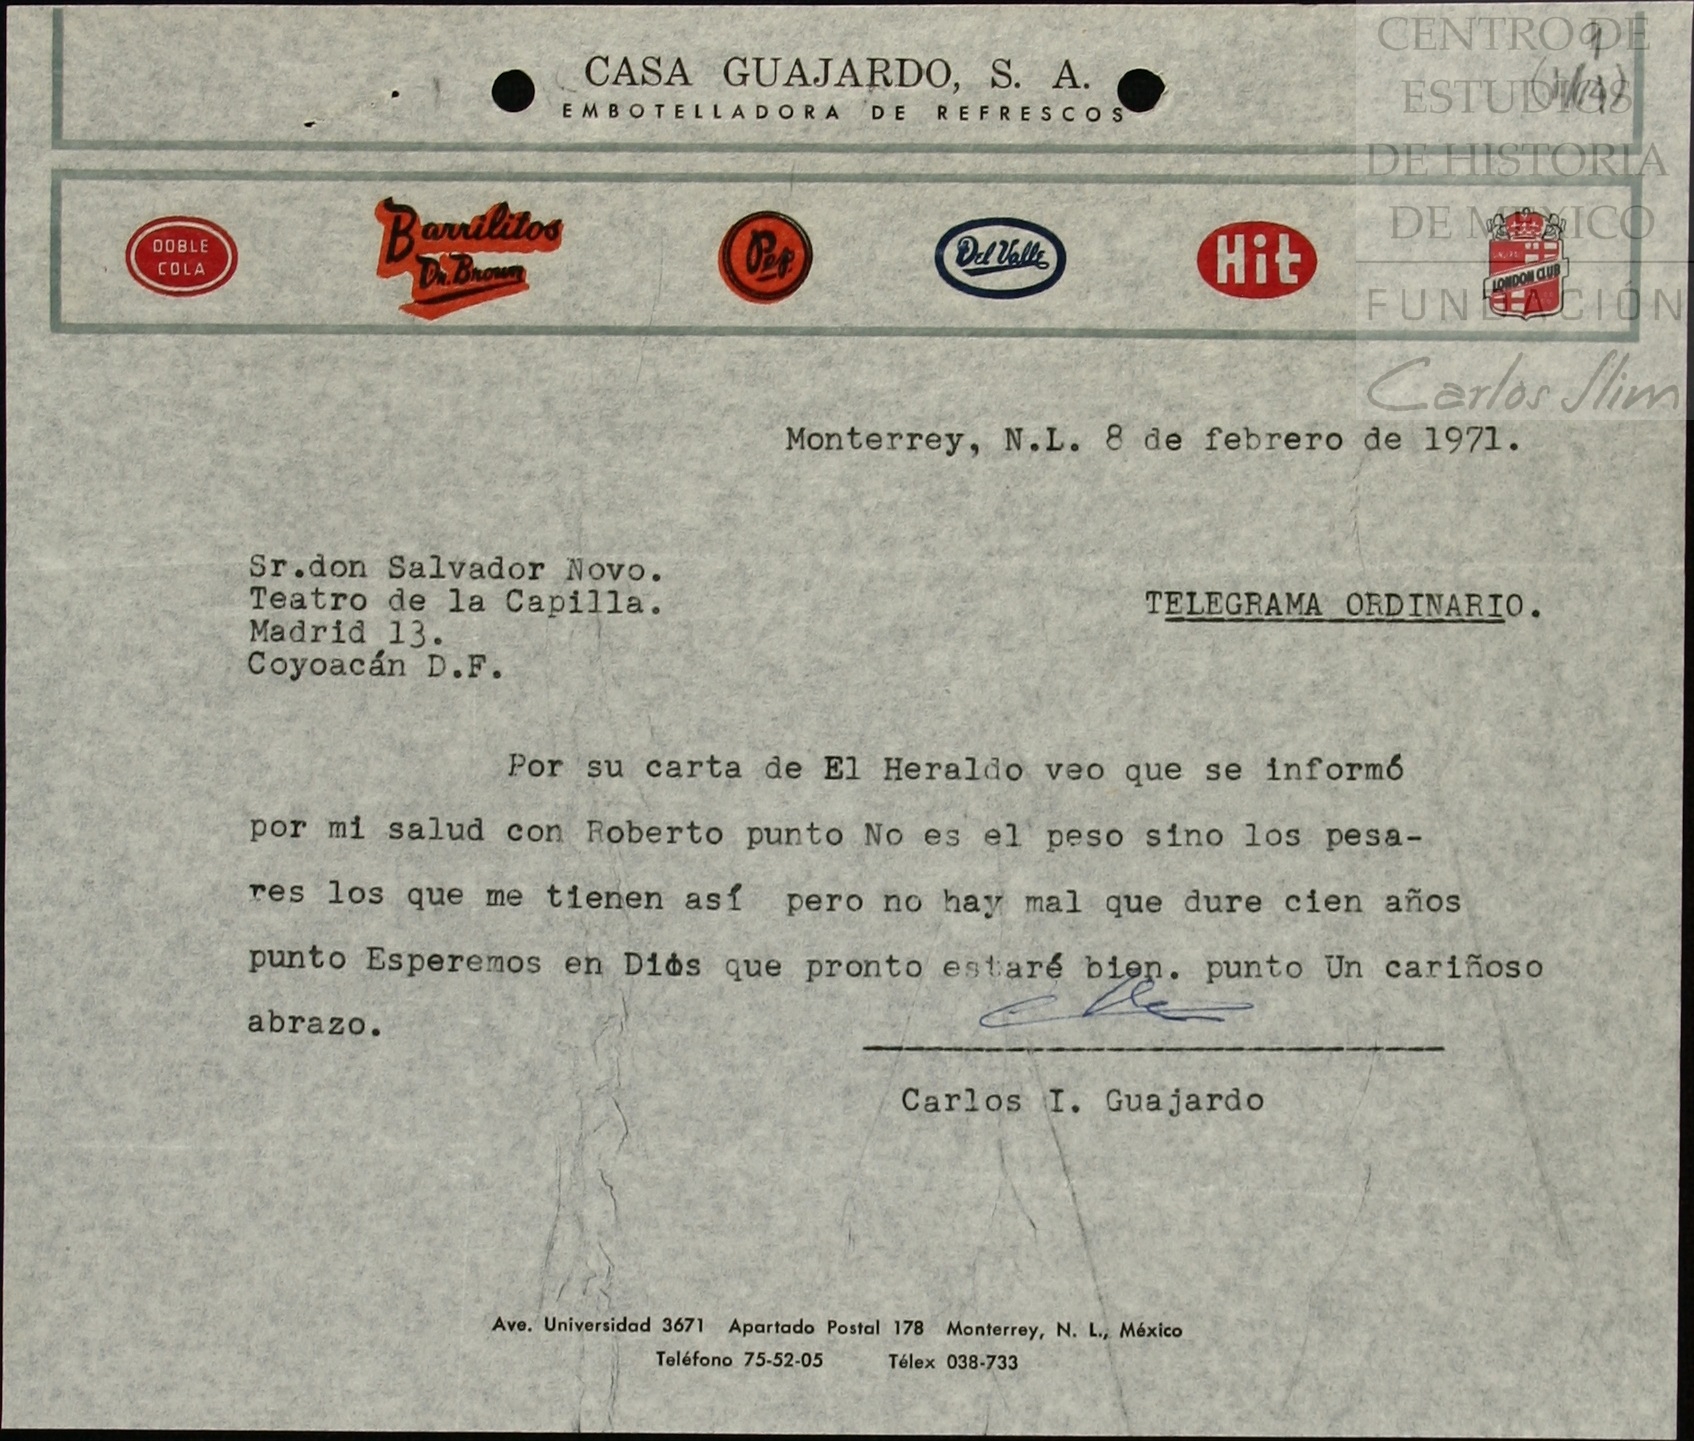 CASA GUAJARDO, S. A.
EMBOTELLADORA DE REFRESCOS
CENTRO DE
ESTUDIOS
DE HISTORIA
DE MÉXICO
FUNDACIÓN
Carlos Slim
DOBLE
COLA
Barrilitos
Dr. Brown
Pep.
Del Valle
Hit
LONDON CLUB
Monterrey, N.L. 8 de febrero de 1971.
Sr.don Salvador Novo.
Teatro de la Capilla.
Madrid 13.
Coyoacán D.F.
TELEGRAMA ORDINARIO.
Por su carta de El Heraldo veo que se informó
por mi salud con Roberto punto No es el peso sino los pesa-
res los que me tienen así pero no hay mal que dure cien años
punto Esperemos en Dios que pronto estaré bien. punto Un cariñoso
abrazo.
Carlos I. Guajardo
Ave. Universidad 3671 Apartado Postal 178 Monterrey, N. L., México
Teléfono 75-52-05 Télex 038-733